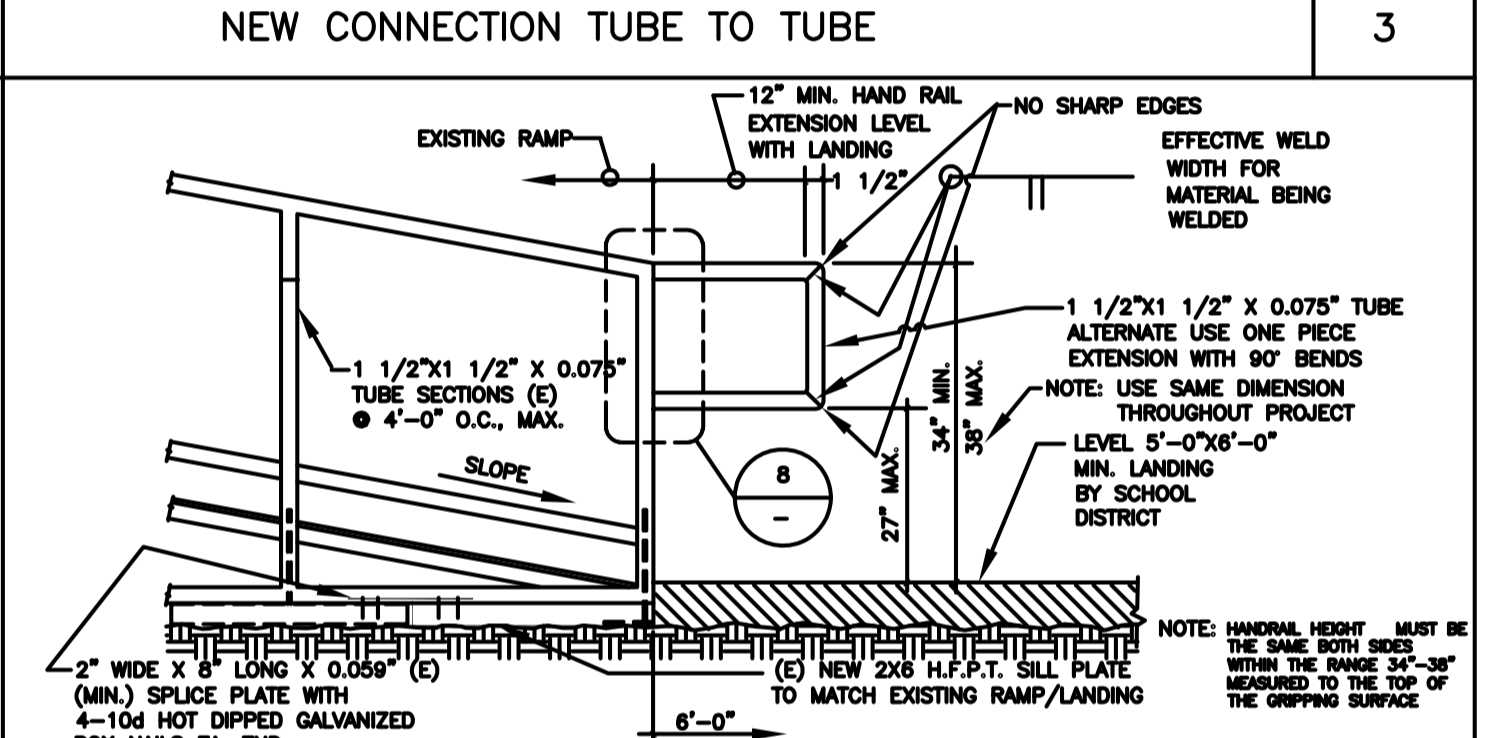 NEW CONNECTION TUBE TO TUBE
3
12" MIN. HAND RAIL
EXTENSION LEVEL
WITH LANDING
NO SHARP EDGES
EXISTING RAMP
EFFECTIVE WELD
WIDTH FOR
MATERIAL BEING
WELDED
1 1/2"
1 1/2"X1 1/2" X 0.075" TUBE
ALTERNATE USE ONE PIECE
EXTENSION WITH 90° BENDS
1 1/2"X1 1/2" X 0.075"
TUBE SECTIONS (E)
@ 4'-0" O.C., MAX.
34" MIN.
38" MAX.
NOTE: USE SAME DIMENSION
THROUGHOUT PROJECT
27" MAX.
LEVEL 5'-0"X6'-0"
MIN. LANDING
BY SCHOOL
DISTRICT
SLOPE
8
-
NOTE: HANDRAIL HEIGHT MUST BE
THE SAME BOTH SIDES
WITHIN THE RANGE 34"-38"
MEASURED TO THE TOP OF
THE GRIPPING SURFACE
2" WIDE X 8" LONG X 0.059" (E)
(MIN.) SPLICE PLATE WITH
4-10d HOT DIPPED GALVANIZED
(E) NEW 2X6 H.F.P.T. SILL PLATE
TO MATCH EXISTING RAMP/LANDING
6'-0"